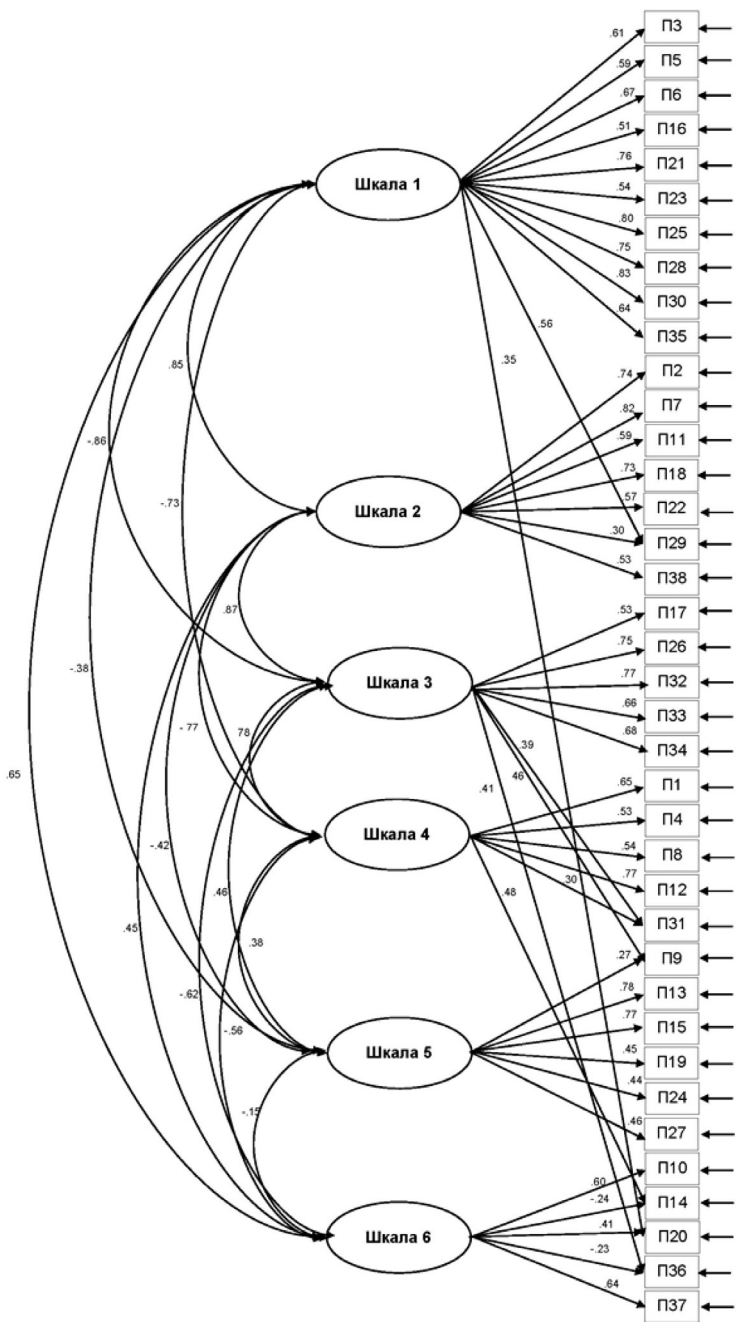 П3
.61
П5
.59
П6
.67
П16
.51
П21
.76
Шкала 1
П23
.54
П25
.80
П28
.75
П30
.83
П35
.64
.56
.35
.85
П2
.74
П7
.82
П11
.59
-.86
-.73
П18
.73
Шкала 2
П22
.57
П29
.30
П38
.53
.87
П17
.53
П26
.75
-.38
Шкала 3
П32
.77
П33
.66
-.77
78
П34
.68
.39
46
.65
.41
П1
.65
П4
.53
Шкала 4
-.42
П8
.54
П12
.77
.30
.46
.48
П31
.45
.38
П9
.27
-.62
П13
.78
-.56
П15
.77
Шкала 5
П19
.45
П24
.44
-.15
П27
.46
П10
.60
П14
-.24
Шкала 6
П20
.41
П36
-.23
П37
.64